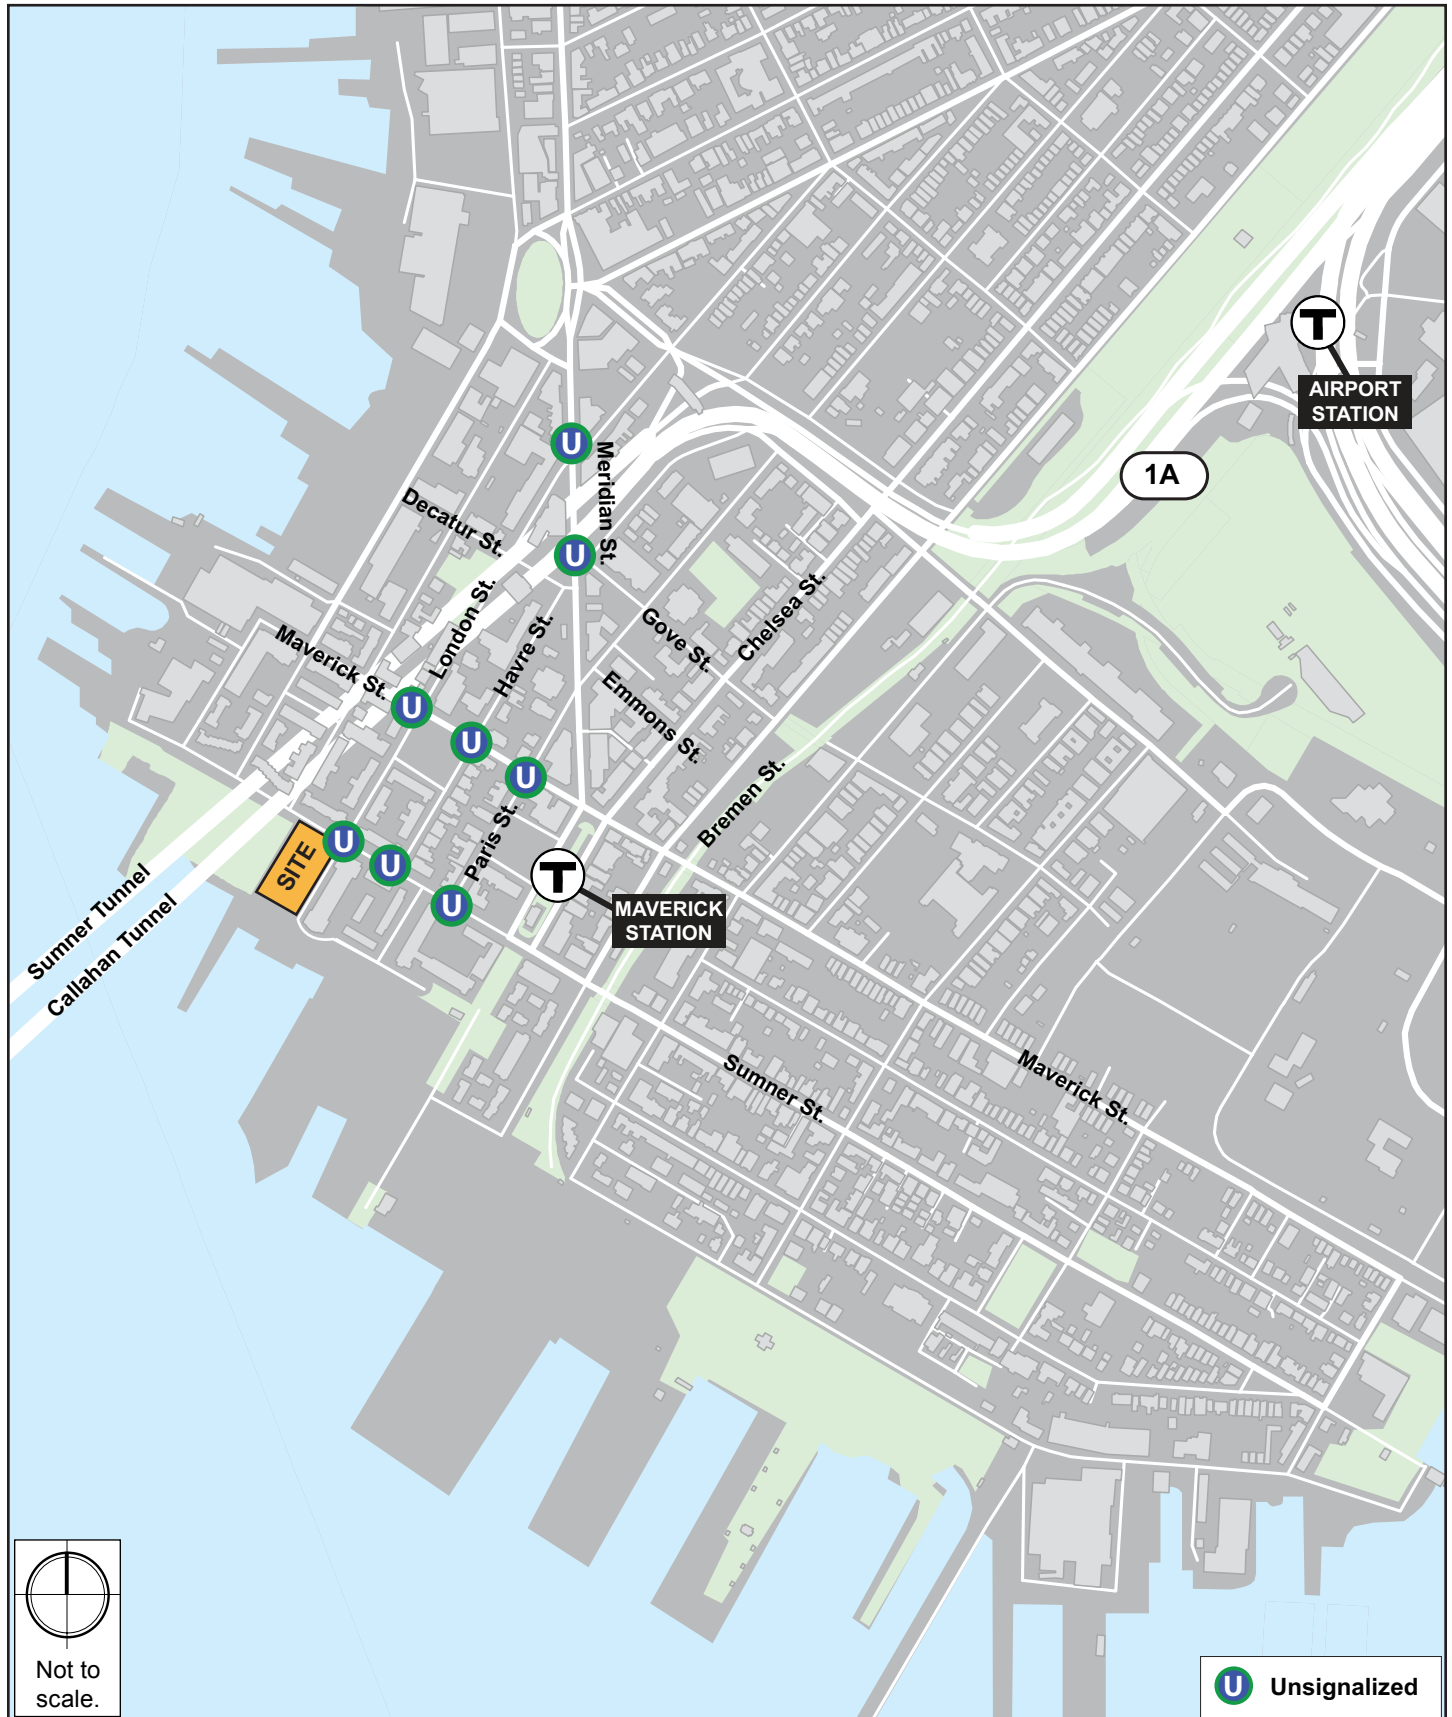 T
AIRPORT
STATION
1A
U
Meridian St.
Decatur St.
U
London St.
Havre St.
Gove St.
Chelsea St.
Maverick St.
Emmons St.
U
U
U
Bremen St.
Paris St.
SITE
U
U
U
T
MAVERICK
STATION
Sumner Tunnel
Callahan Tunnel
Sumner St.
Maverick St.
Not to
scale.
U Unsignalized